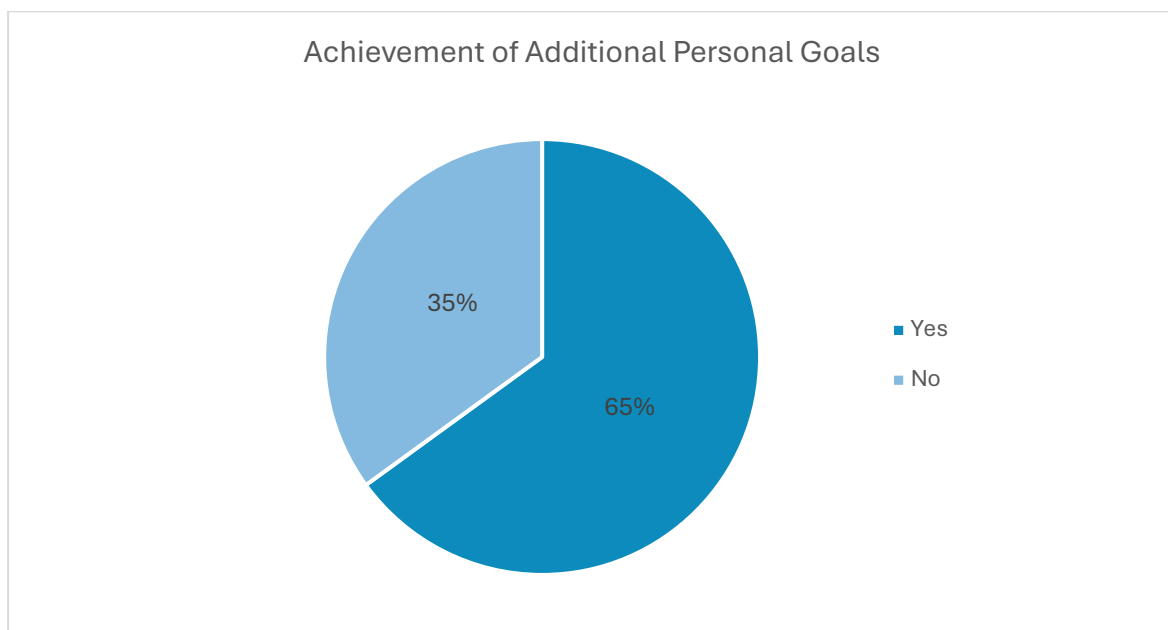 Achievement of Additional Personal Goals
35%
65%
Yes
No